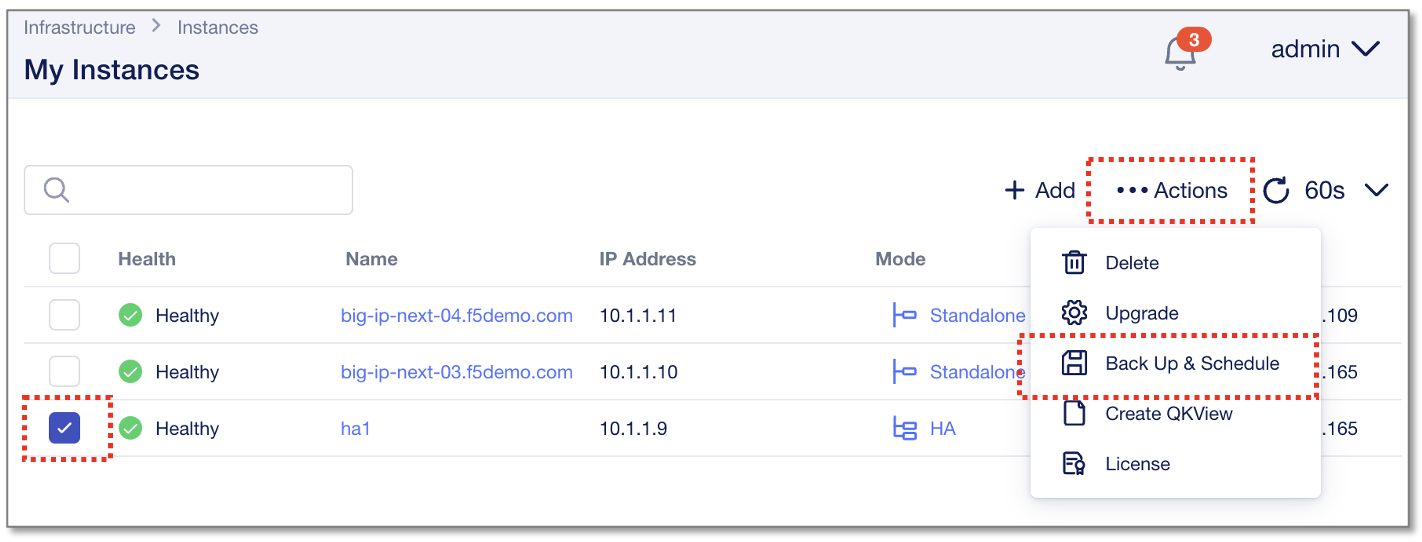 Infrastructure > Instances
My Instances
3
admin
+ Add
••• Actions
60s
Health Name IP Address Mode
Delete
Healthy big-ip-next-04.f5demo.com 10.1.1.11 Standalone .109
Upgrade
Healthy big-ip-next-03.f5demo.com 10.1.1.10 Standalone .165
Back Up & Schedule
Healthy ha1 10.1.1.9 HA .165
Create QKView
License